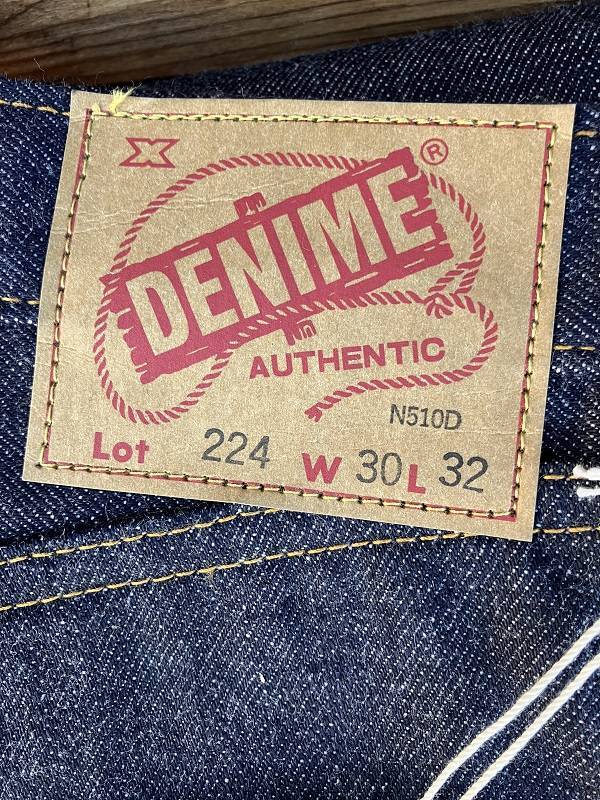 X
DENIME®
AUTHENTIC
N510D
Lot 224 W 30 L 32